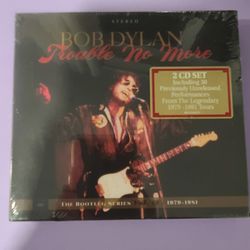 STEREO
BOB DYLAN
Trouble No More
2 CD SET
Including 30
Previously Unreleased
Performances
From The Legendary
1979-1981 Tours
THE BOOTLEG SERIES
1979-1981